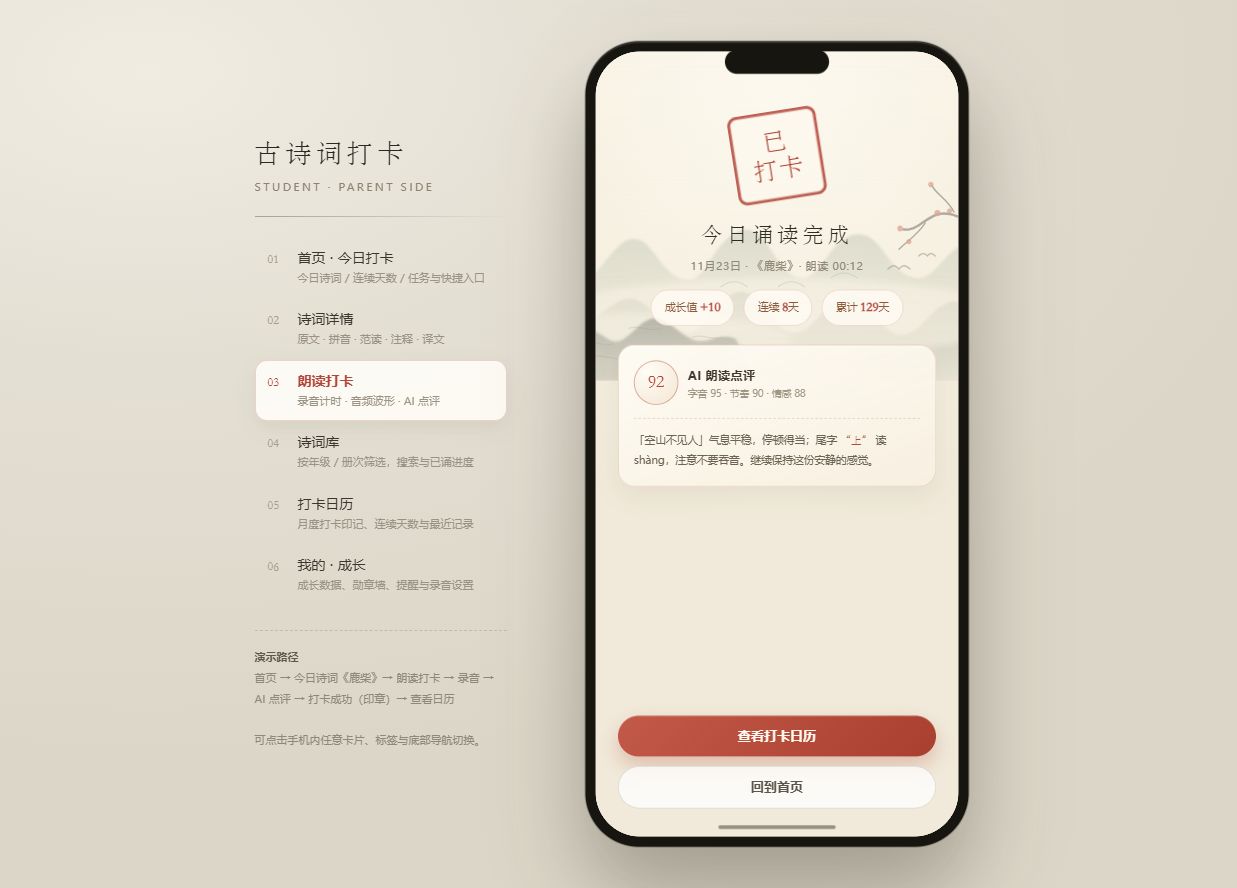 古诗词打卡
STUDENT · PARENT SIDE
01 首页 · 今日打卡
今日诗词 / 连续天数 / 任务与快捷入口
02 诗词详情
原文 · 拼音 · 范读 · 注释 · 译文
03 朗读打卡
录音计时 · 音频波形 · AI 点评
04 诗词库
按年级 / 册次筛选，搜索与已诵进度
05 打卡日历
月度打卡印记、连续天数与最近记录
06 我的 · 成长
成长数据、勋章墙、提醒与录音设置
演示路径
首页 → 今日诗词《鹿柴》→ 朗读打卡 → 录音 →
AI 点评 → 打卡成功（印章）→ 查看日历
可点击手机内任意卡片、标签与底部导航切换。
已
打卡
今日诵读完成
11月23日 · 《鹿柴》· 朗读 00:12
成长值 +10
连续 8天
累计 129天
92
AI 朗读点评
字音 95 · 节奏 90 · 情感 88
「空山不见人」气息平稳，停顿得当；尾字 “上” 读
shàng，注意不要吞音。继续保持这份安静的感觉。
查看打卡日历
回到首页